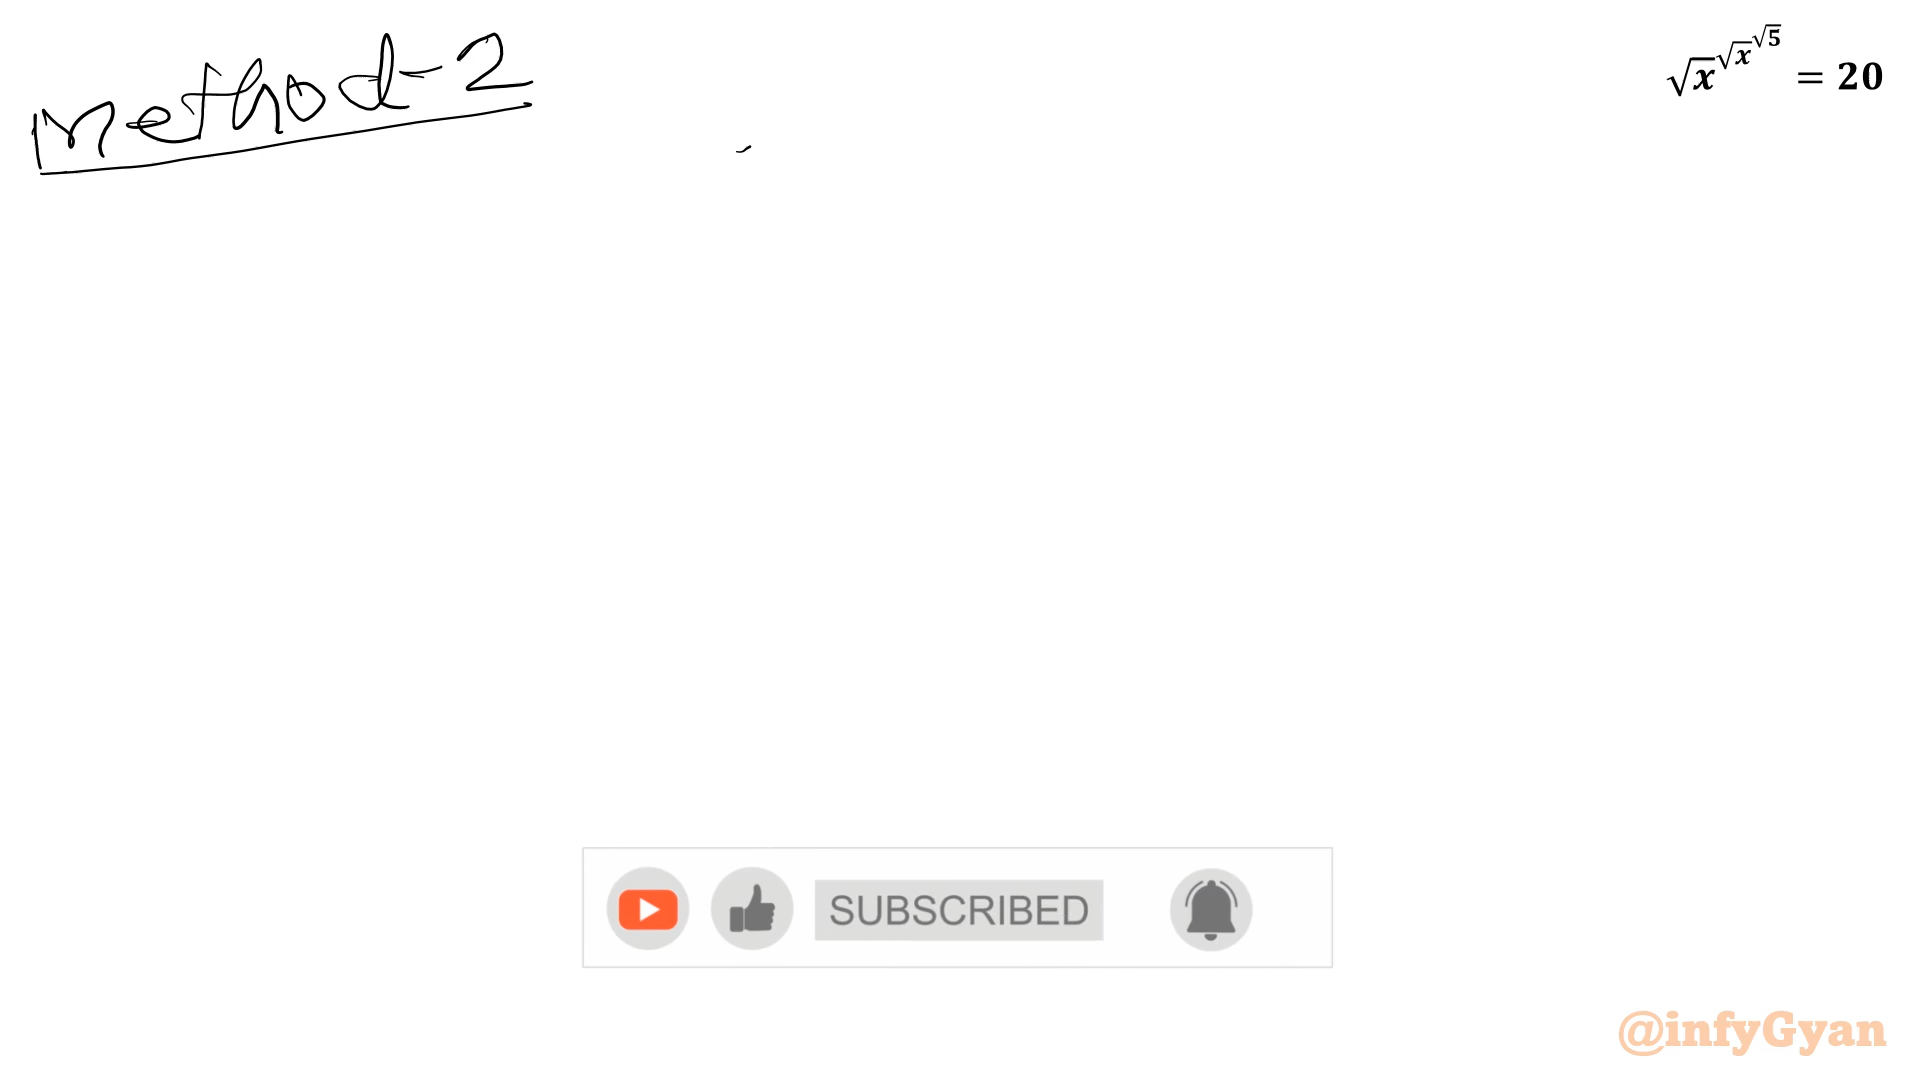 Method-2
√x^√x^√5 = 20
SUBSCRIBED
@infyGyan